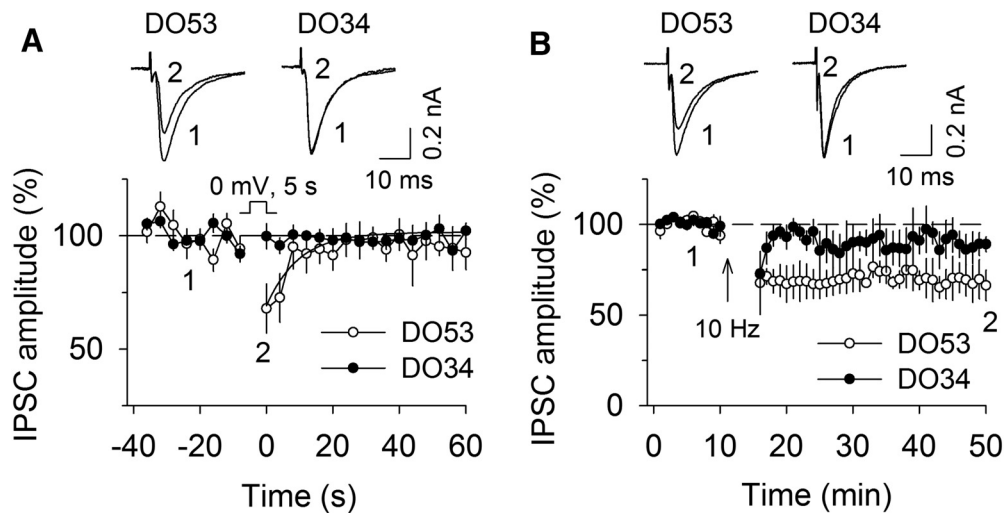 A
DO53 DO34
2 2
1 1
0.2 nA
10 ms
0 mV, 5 s
IPSC amplitude (%)
100
50
1
2
DO53
DO34
-40 -20 0 20 40 60
Time (s)
B
DO53 DO34
2 2
1 1
0.2 nA
10 ms
IPSC amplitude (%)
100
50
0
1
10 Hz
2
DO53
DO34
0 10 20 30 40 50
Time (min)